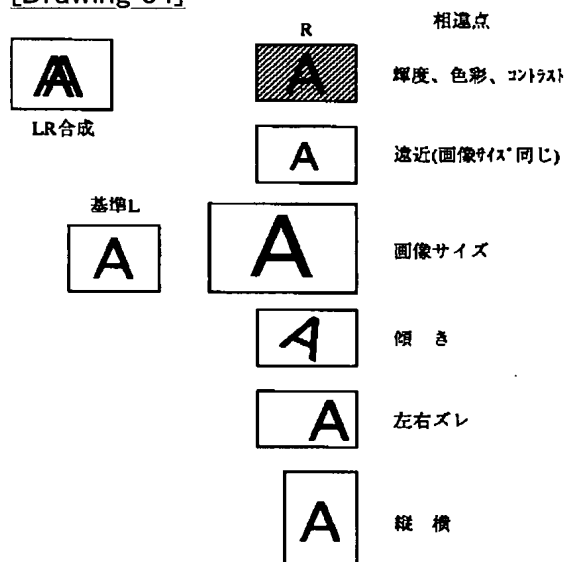 [Drawing 04]
相違点
R
A
輝度、色彩、コントラスト
LR合成
A
遠近(画像サイズ同じ)
基準L
A
A
画像サイズ
A
傾 き
A
左右ズレ
A
縦 横